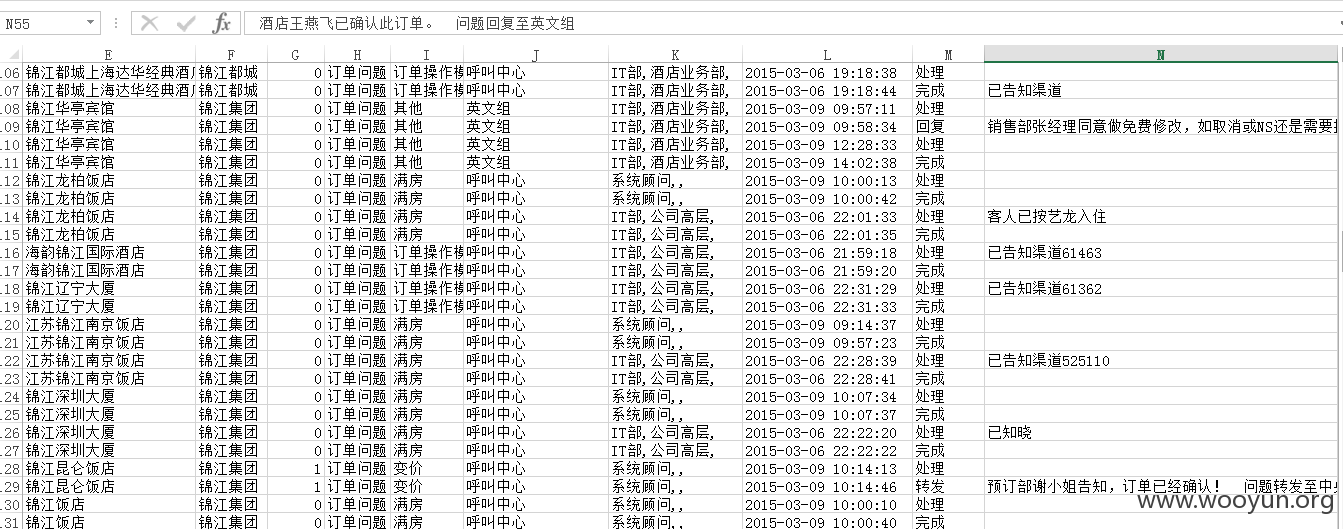 N55 fx 酒店王燕飞已确认此订单。 问题回复至英文组
E F G H I J K L M N
106 锦江都城上海达华经典酒店 锦江都城 0 订单问题 订单操作模 呼叫中心 IT部,酒店业务部, 2015-03-06 19:18:38 处理
107 锦江都城上海达华经典酒店 锦江都城 0 订单问题 订单操作模 呼叫中心 IT部,酒店业务部, 2015-03-06 19:18:44 完成 已告知渠道
108 锦江华亭宾馆 锦江集团 0 订单问题 其他 英文组 IT部,酒店业务部, 2015-03-09 09:57:11 处理
109 锦江华亭宾馆 锦江集团 0 订单问题 其他 英文组 IT部,酒店业务部, 2015-03-09 09:58:34 回复 销售部张经理同意做免费修改，如取消或NS还是需要
110 锦江华亭宾馆 锦江集团 0 订单问题 其他 英文组 IT部,酒店业务部, 2015-03-09 12:28:33 处理
111 锦江华亭宾馆 锦江集团 0 订单问题 其他 英文组 IT部,酒店业务部, 2015-03-09 14:02:38 完成
112 锦江龙柏饭店 锦江集团 0 订单问题 满房 呼叫中心 系统顾问,, 2015-03-09 10:00:13 处理
113 锦江龙柏饭店 锦江集团 0 订单问题 满房 呼叫中心 系统顾问,, 2015-03-09 10:00:42 完成
114 锦江龙柏饭店 锦江集团 0 订单问题 满房 呼叫中心 IT部,公司高层, 2015-03-06 22:01:33 处理 客人已按艺龙入住
115 锦江龙柏饭店 锦江集团 0 订单问题 满房 呼叫中心 IT部,公司高层, 2015-03-06 22:01:35 完成
116 海韵锦江国际酒店 锦江集团 0 订单问题 订单操作模 呼叫中心 IT部,公司高层, 2015-03-06 21:59:18 处理 已告知渠道61463
117 海韵锦江国际酒店 锦江集团 0 订单问题 订单操作模 呼叫中心 IT部,公司高层, 2015-03-06 21:59:20 完成
118 锦江辽宁大厦 锦江集团 0 订单问题 订单操作模 呼叫中心 IT部,公司高层, 2015-03-06 22:31:29 处理 已告知渠道61362
119 锦江辽宁大厦 锦江集团 0 订单问题 订单操作模 呼叫中心 IT部,公司高层, 2015-03-06 22:31:33 完成
120 江苏锦江南京饭店 锦江集团 0 订单问题 满房 呼叫中心 系统顾问,, 2015-03-09 09:14:37 处理
121 江苏锦江南京饭店 锦江集团 0 订单问题 满房 呼叫中心 系统顾问,, 2015-03-09 09:57:23 完成
122 江苏锦江南京饭店 锦江集团 0 订单问题 满房 呼叫中心 IT部,公司高层, 2015-03-06 22:28:39 处理 已告知渠道525110
123 江苏锦江南京饭店 锦江集团 0 订单问题 满房 呼叫中心 IT部,公司高层, 2015-03-06 22:28:41 完成
124 锦江深圳大厦 锦江集团 0 订单问题 满房 呼叫中心 系统顾问,, 2015-03-09 10:07:34 处理
125 锦江深圳大厦 锦江集团 0 订单问题 满房 呼叫中心 系统顾问,, 2015-03-09 10:07:37 完成
126 锦江深圳大厦 锦江集团 0 订单问题 满房 呼叫中心 IT部,公司高层, 2015-03-06 22:22:20 处理 已知晓
127 锦江深圳大厦 锦江集团 0 订单问题 满房 呼叫中心 IT部,公司高层, 2015-03-06 22:22:22 完成
128 锦江昆仑饭店 锦江集团 1 订单问题 变价 呼叫中心 系统顾问,, 2015-03-09 10:14:13 处理
129 锦江昆仑饭店 锦江集团 1 订单问题 变价 呼叫中心 系统顾问,, 2015-03-09 10:14:46 转发 预订部谢小姐告知，订单已经确认！ 问题转发至中央
130 锦江饭店 锦江集团 0 订单问题 满房 呼叫中心 系统顾问,, 2015-03-09 10:00:10 处理
131 锦江饭店 锦江集团 0 订单问题 满房 呼叫中心 系统顾问,, 2015-03-09 10:00:40 完成
www.wooyun.org